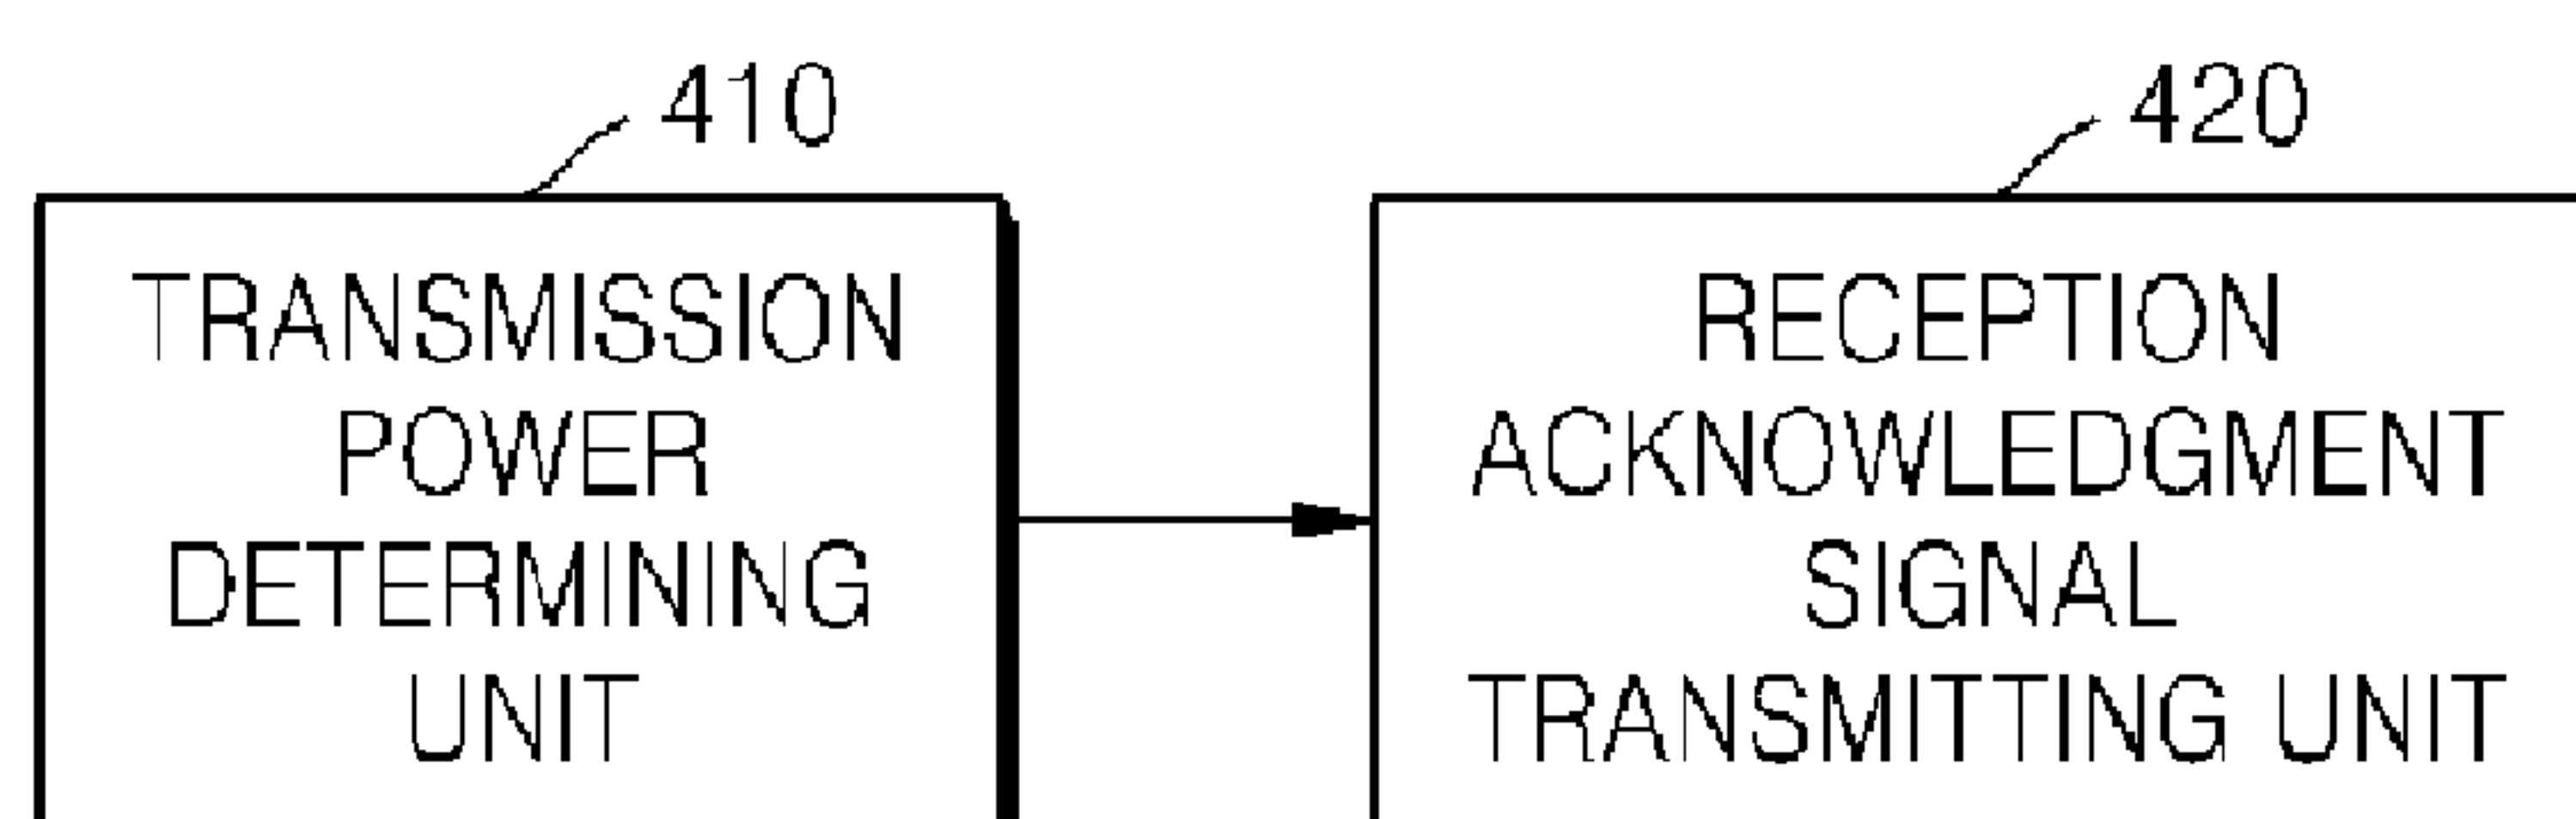 410
TRANSMISSION
POWER
DETERMINING
UNIT
420
RECEPTION
ACKNOWLEDGMENT
SIGNAL
TRANSMITTING UNIT